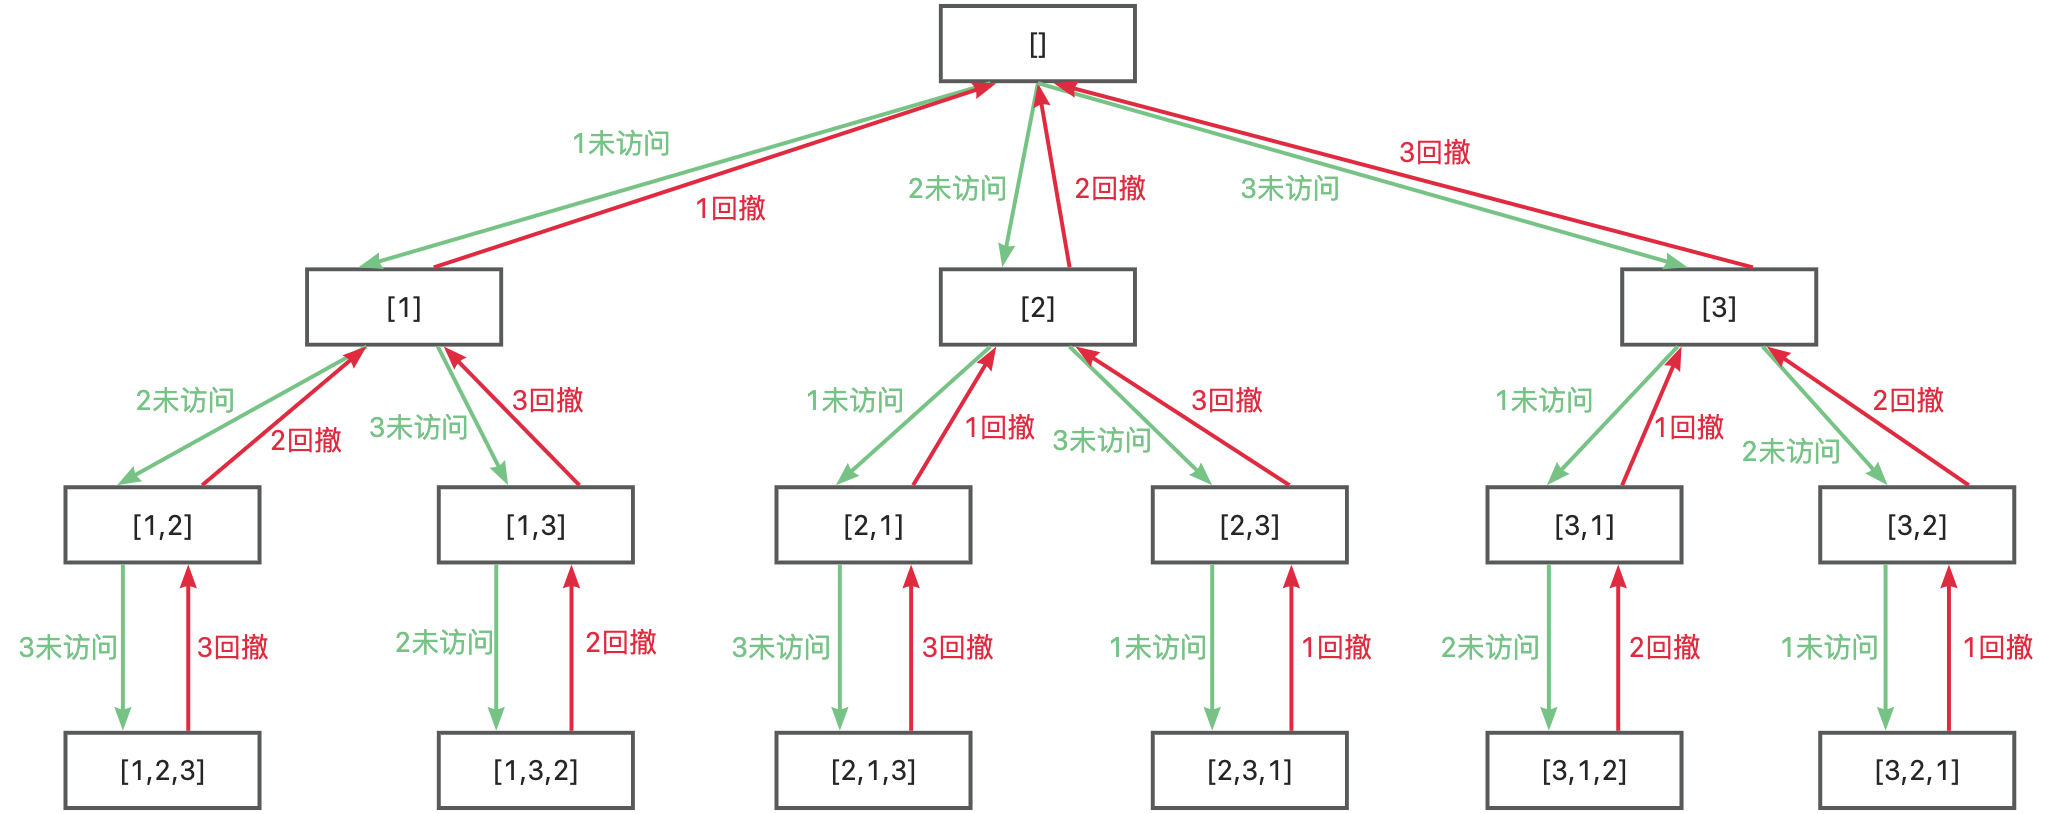 []
1未访问
1回撤
2未访问
2回撤
3未访问
3回撤
[1]
[2]
[3]
2未访问
2回撤
3未访问
3回撤
1未访问
1回撤
3未访问
3回撤
1未访问
1回撤
2未访问
2回撤
[1,2]
[1,3]
[2,1]
[2,3]
[3,1]
[3,2]
3未访问
3回撤
2未访问
2回撤
3未访问
3回撤
1未访问
1回撤
2未访问
2回撤
1未访问
1回撤
[1,2,3]
[1,3,2]
[2,1,3]
[2,3,1]
[3,1,2]
[3,2,1]